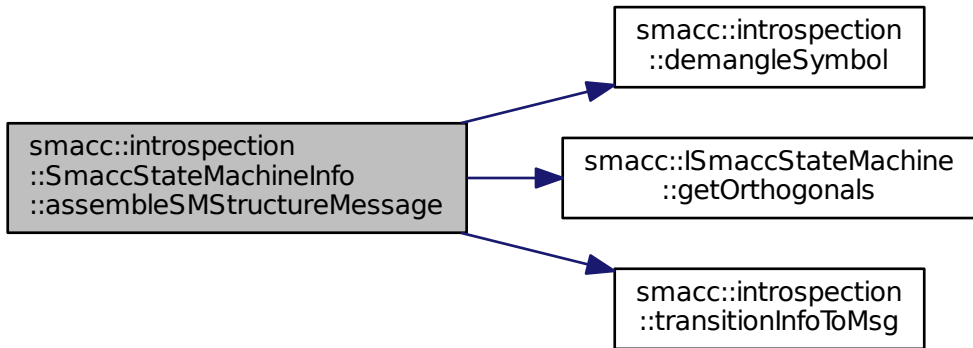 smacc::introspection
::SmaccStateMachineInfo
::assembleSMStructureMessage
smacc::introspection
::demangleSymbol
smacc::ISmaccStateMachine
::getOrthogonals
smacc::introspection
::transitionInfoToMsg